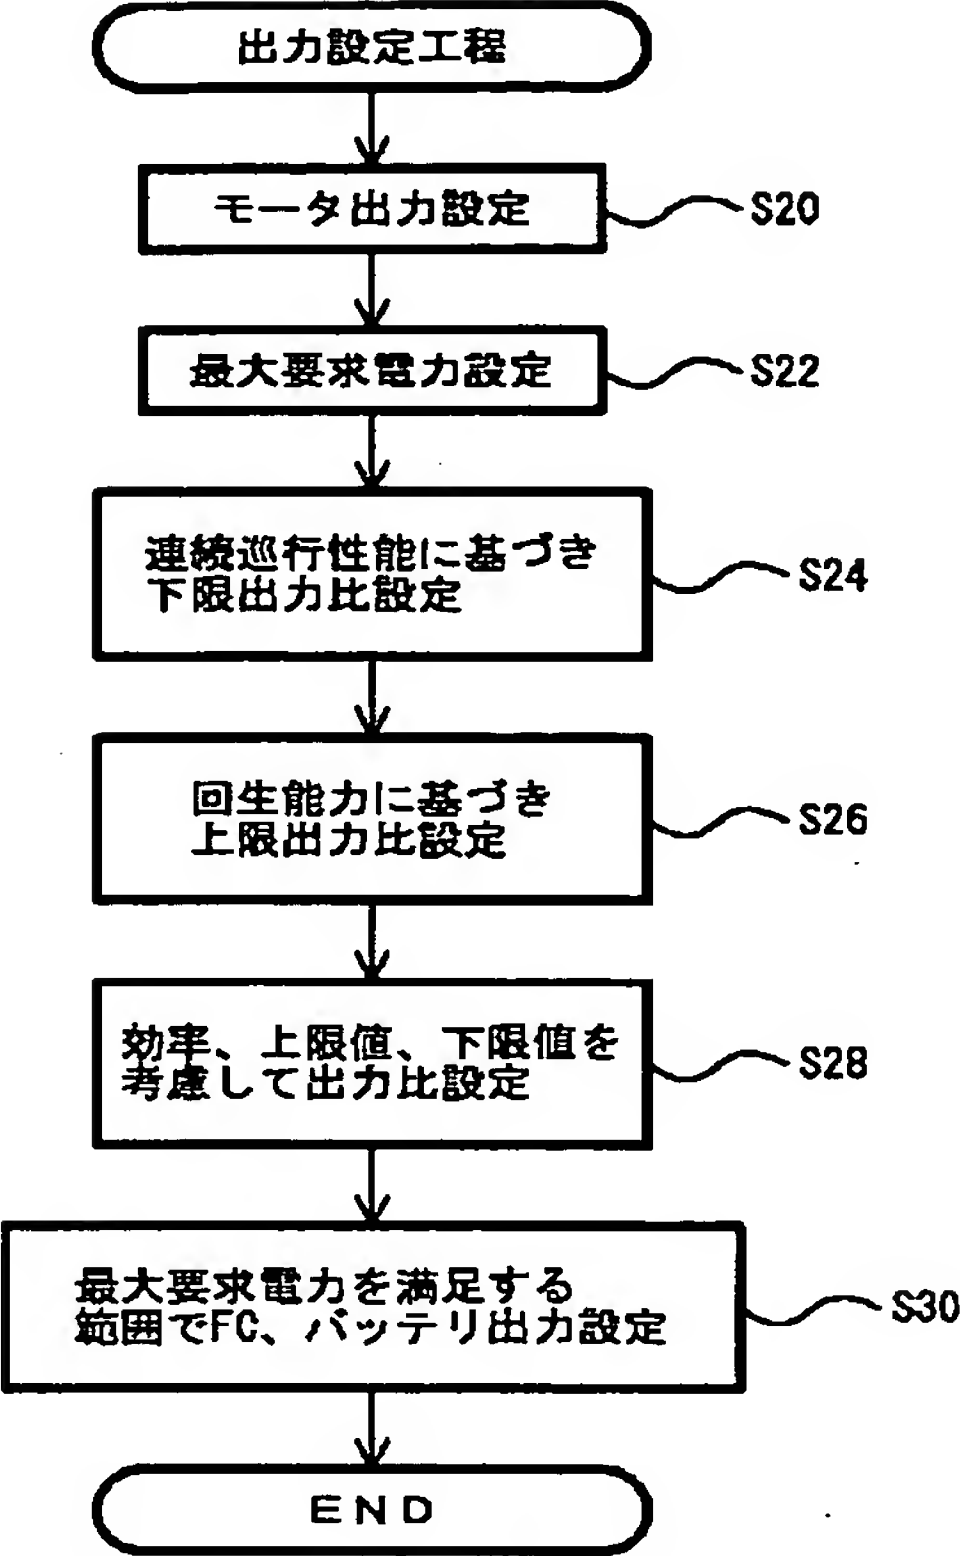 出力設定工程
モータ出力設定
S20
最大要求電力設定
S22
連続巡行性能に基づき
下限出力比設定
S24
回生能力に基づき
上限出力比設定
S26
効率、上限値、下限値を
考慮して出力比設定
S28
最大要求電力を満足する
範囲でFC、バッテリ出力設定
S30
END